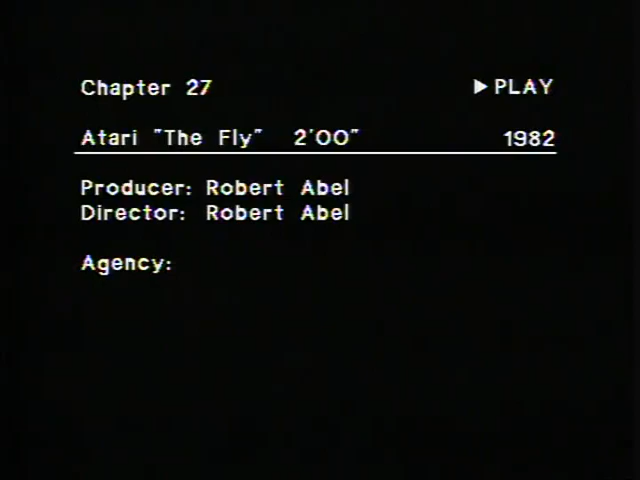 Chapter 27 ▶PLAY
Atari "The Fly" 2'00" 1982
Producer: Robert Abel
Director: Robert Abel
Agency: